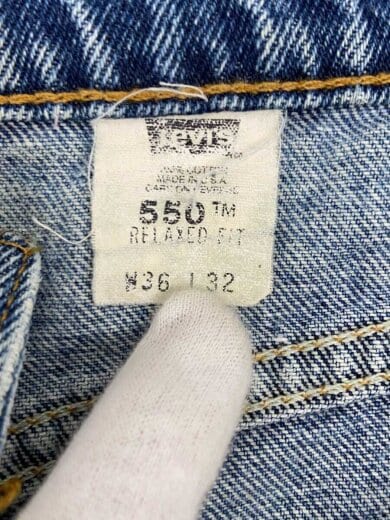 Levi's
100% COTTON
MADE IN U.S.A.
CARE ON REVERSE
550™
RELAXED FIT
W36 L32